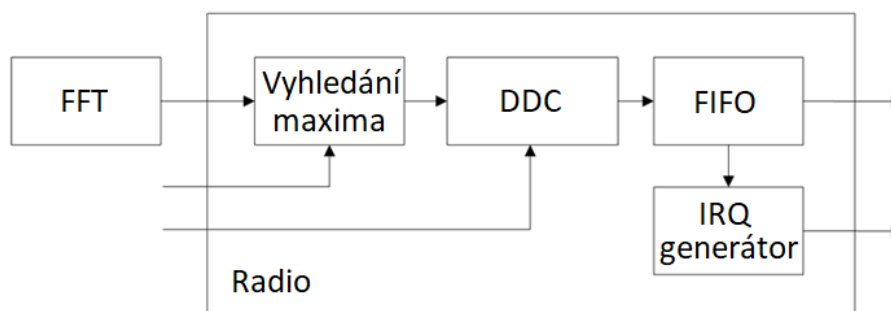 FFT
Vyhledání
maxima
DDC
FIFO
IRQ
generátor
Radio